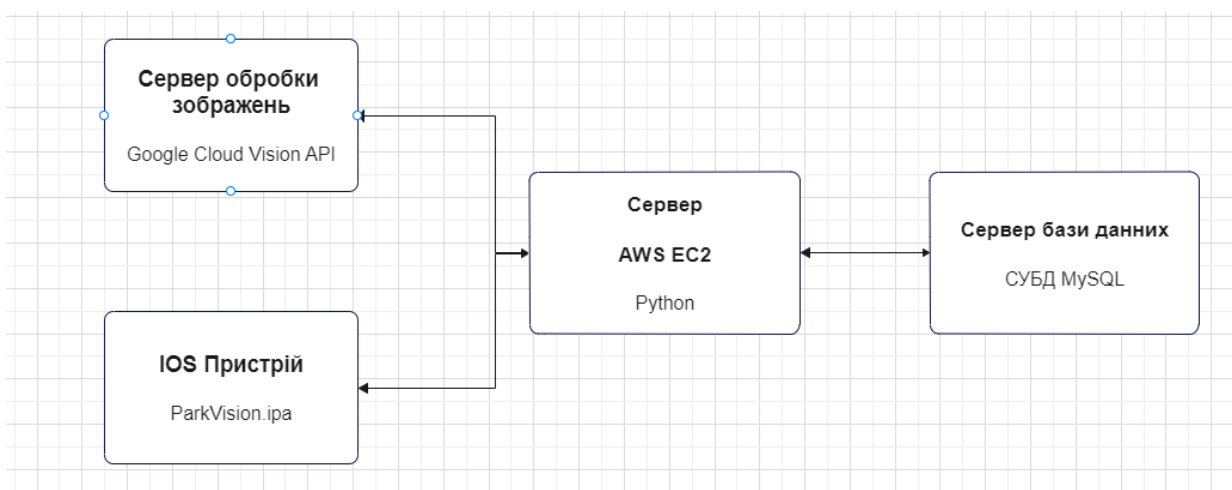 Сервер обробки
зображень
Google Cloud Vision API
IOS Пристрій
ParkVision.ipa
Сервер
AWS EC2
Python
Сервер бази данних
СУБД MySQL